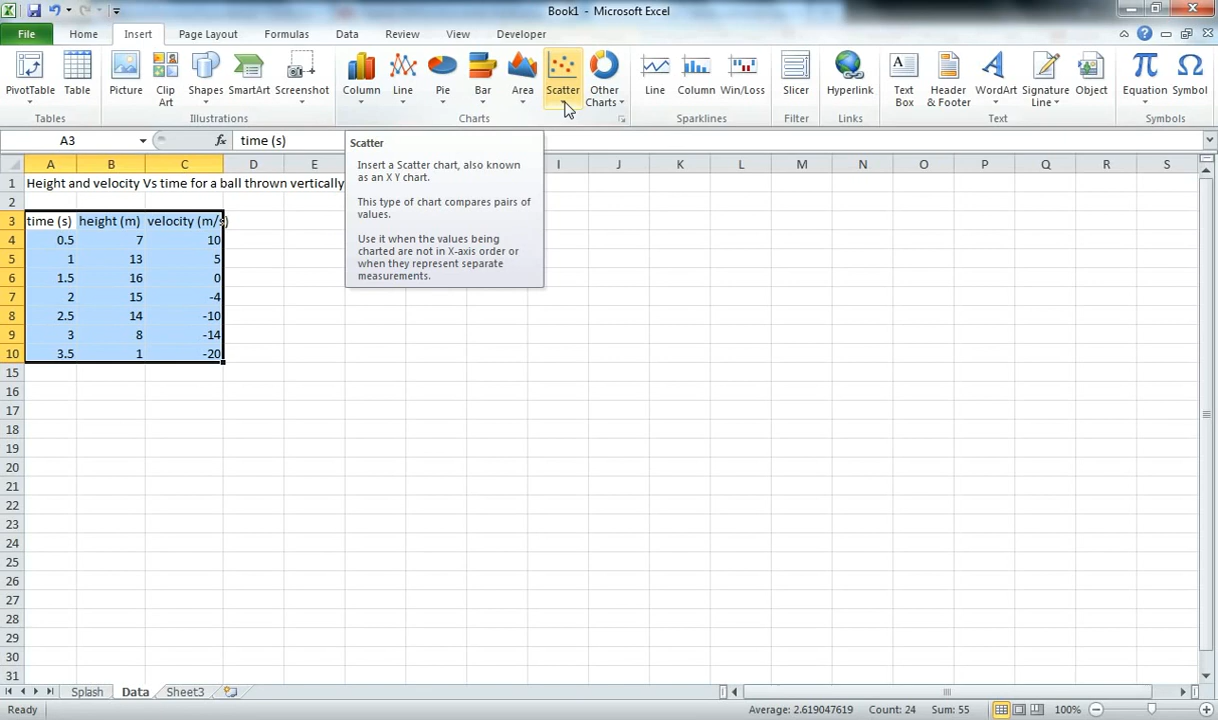 Book1 - Microsoft Excel
File Home Insert Page Layout Formulas Data Review View Developer
PivotTable Table Picture Clip Art Shapes SmartArt Screenshot Column Line Pie Bar Area Scatter Other Charts Line Column Win/Loss Slicer Hyperlink Text Box Header & Footer WordArt Signature Line Object Equation Symbol
Tables Illustrations Charts Sparklines Filter Links Text Symbols
A3 fx time (s)
Scatter
Insert a Scatter chart, also known
as an X Y chart.
This type of chart compares pairs of
values.
Use it when the values being
charted are not in X-axis order or
when they represent separate
measurements.
A B C D E I J K L M N O P Q R S
1 Height and velocity Vs time for a ball thrown vertically
2
3 time (s) height (m) velocity (m/s)
4 0.5 7 10
5 1 13 5
6 1.5 16 0
7 2 15 -4
8 2.5 14 -10
9 3 8 -14
10 3.5 1 -20
15
16
17
18
19
20
21
22
23
24
25
26
27
28
29
30
31
Splash Data Sheet3
Ready Average: 2.619047619 Count: 24 Sum: 55 100%